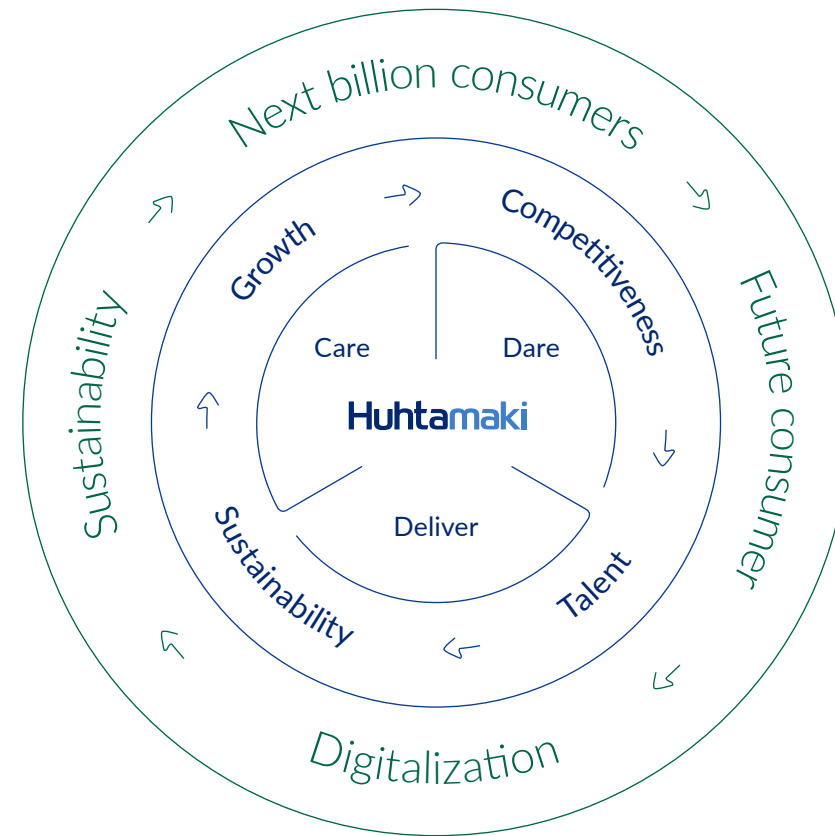 Next billion consumers
Future consumer
Digitalization
Sustainability
Growth
Competitiveness
Talent
Sustainability
Care
Dare
Huhtamaki
Deliver